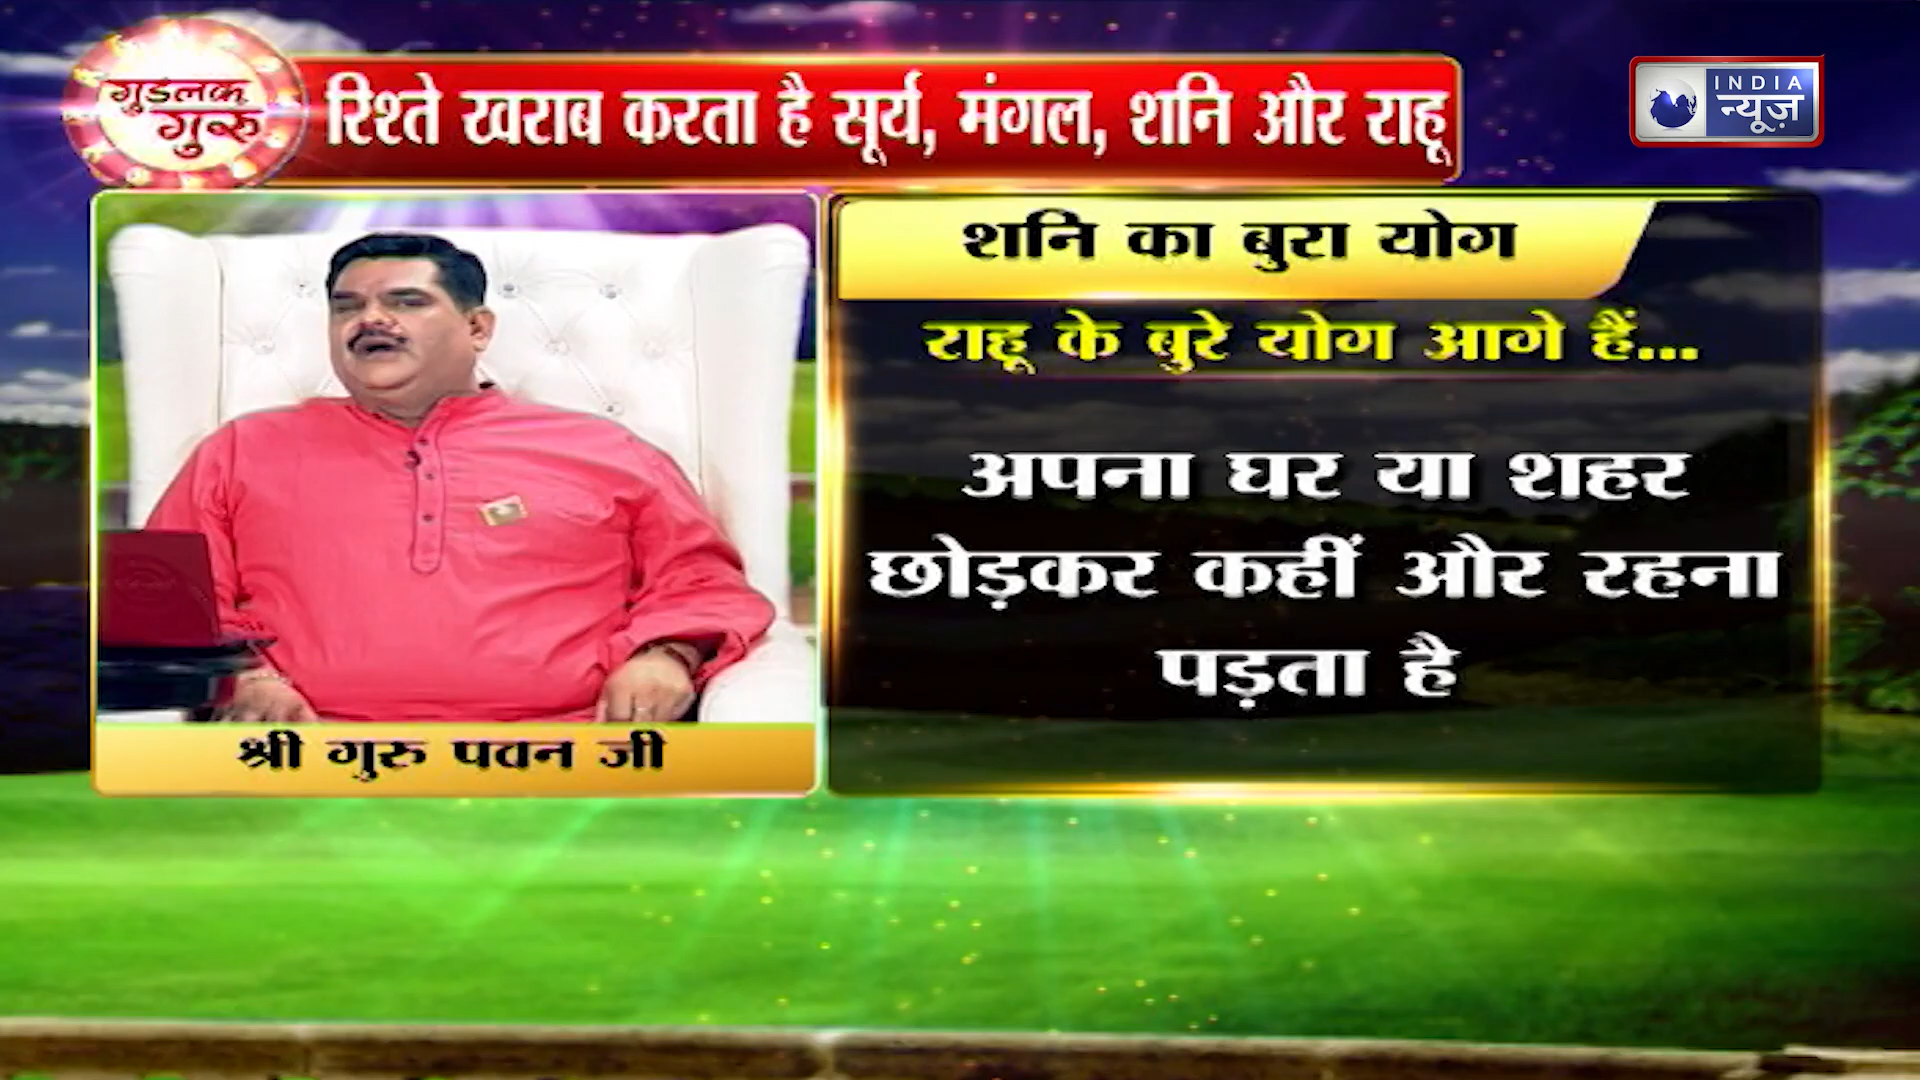 गुडलक
गुरु
रिश्ते खराब करता है सूर्य, मंगल, शनि और राहू
INDIA
न्यूज़
शनि का बुरा योग
राहू के बुरे योग आगे हैं...
अपना घर या शहर
छोड़कर कहीं और रहना
पड़ता है
श्री गुरु पवन जी